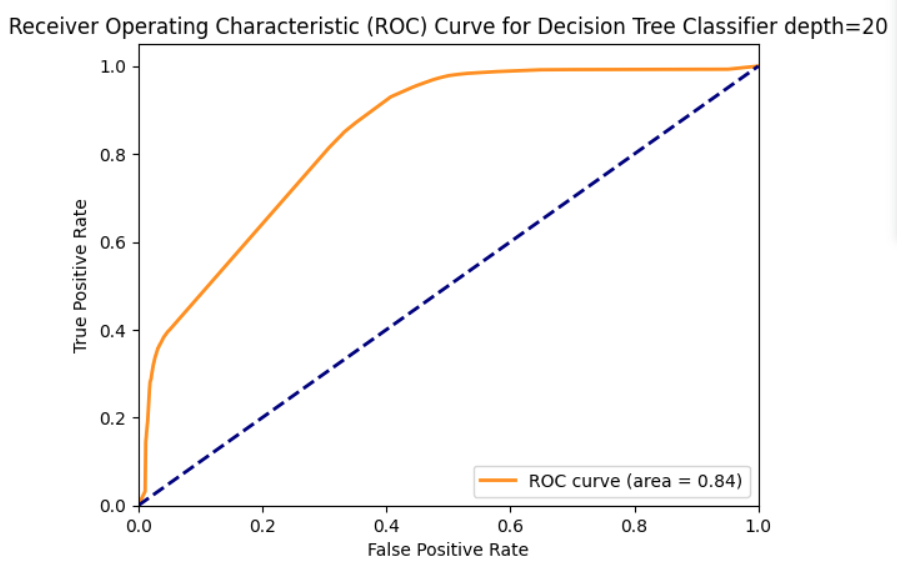 Receiver Operating Characteristic (ROC) Curve for Decision Tree Classifier depth=20
1.0
0.8
0.6
0.4
0.2
0.0
True Positive Rate
ROC curve (area = 0.84)
0.0 0.2 0.4 0.6 0.8 1.0
False Positive Rate